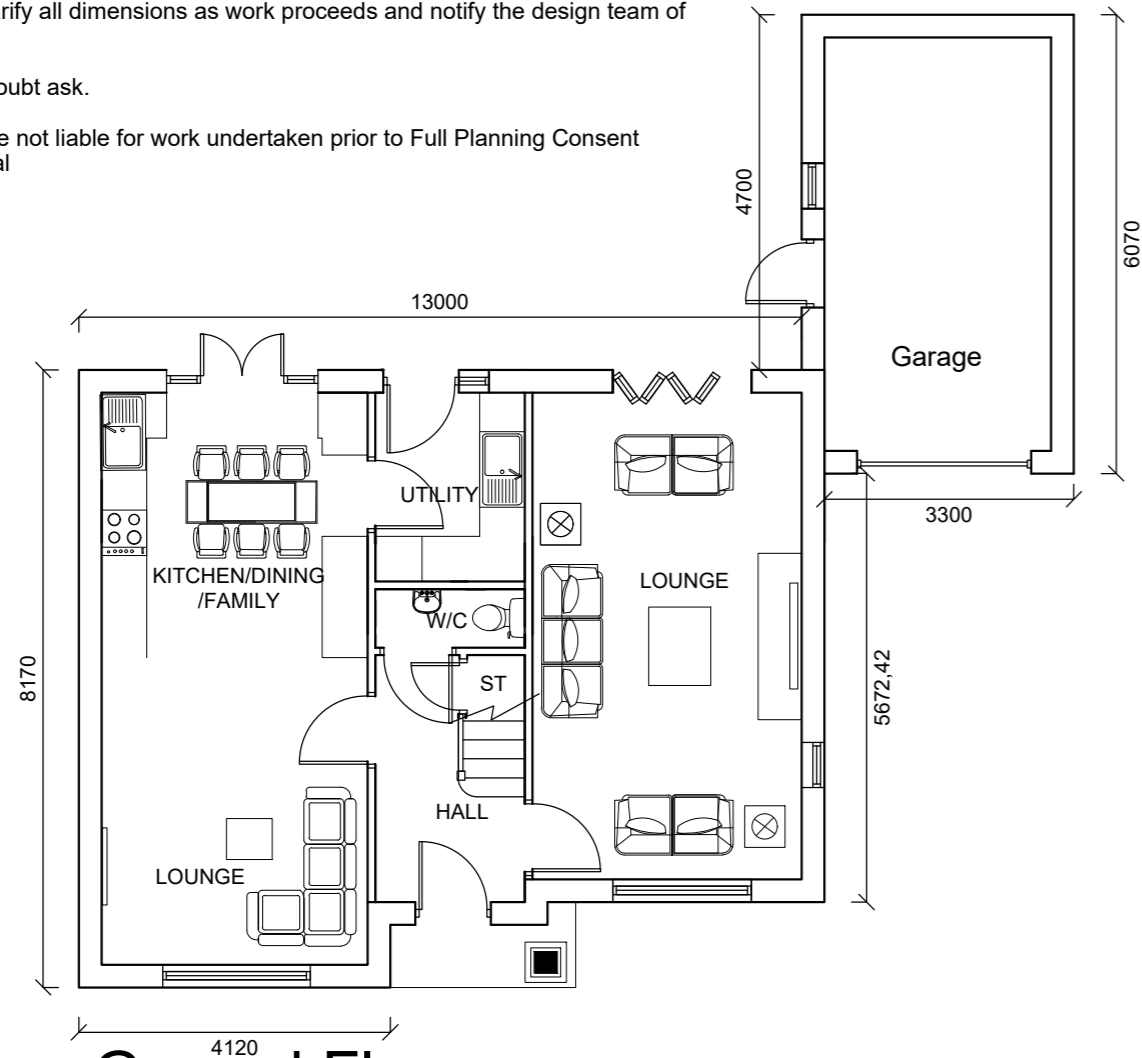 rify all dimensions as work proceeds and notify the design team of
oubt ask.
e not liable for work undertaken prior to Full Planning Consent
al
4700
6070
13000
Garage
3300
UTILITY
KITCHEN/DINING
/FAMILY
LOUNGE
W/C
ST
8170
5672,42
HALL
LOUNGE
4120